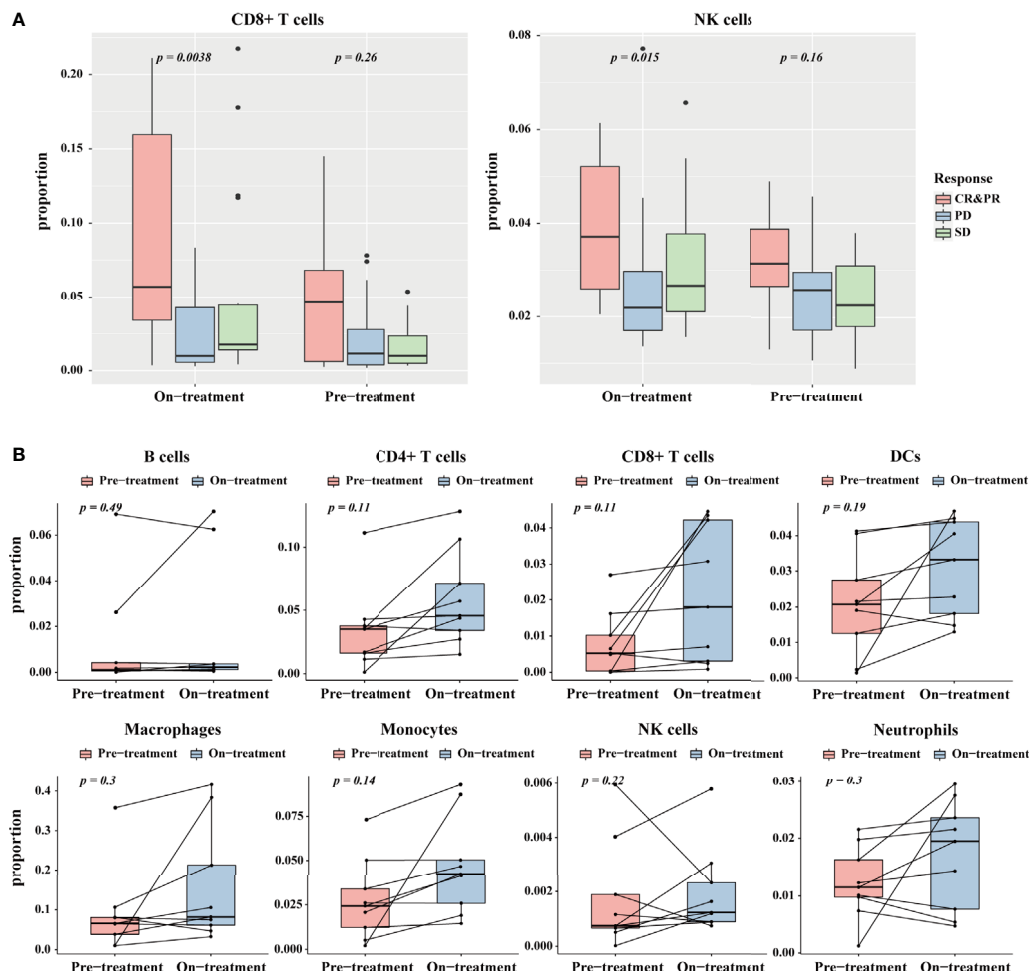 A
CD8+ T cells
NK cells
p = 0.0038
p = 0.26
p = 0.015
p = 0.16
proportion
0.20
0.15
0.10
0.05
0.00
On−treatment
Pre−treatment
proportion
0.08
0.06
0.04
0.02
On−treatment
Pre−treatment
Response
CR&PR
PD
SD
B
B cells
Pre−treatment On−treatment
p = 0.49
proportion
0.06
0.04
0.02
0.00
Pre−treatment On−treatment
CD4+ T cells
Pre−treatment On−treatment
p = 0.11
0.10
0.05
0.00
Pre−treatment On−treatment
CD8+ T cells
Pre−treatment On−treatment
p = 0.11
0.04
0.03
0.02
0.01
0.00
Pre−treatment On−treatment
DCs
Pre−treatment On−treatment
p = 0.19
0.04
0.03
0.02
0.01
0.00
Pre−treatment On−treatment
Macrophages
Pre−treatment On−treatment
p = 0.3
proportion
0.4
0.3
0.2
0.1
0.0
Pre−treatment On−treatment
Monocytes
Pre−treatment On−treatment
p = 0.14
0.075
0.050
0.025
0.000
Pre−treatment On−treatment
NK cells
Pre−treatment On−treatment
p = 0.22
0.006
0.004
0.002
0.000
Pre−treatment On−treatment
Neutrophils
Pre−treatment On−treatment
p − 0.3
0.03
0.02
0.01
0.00
Pre−treatment On−treatment